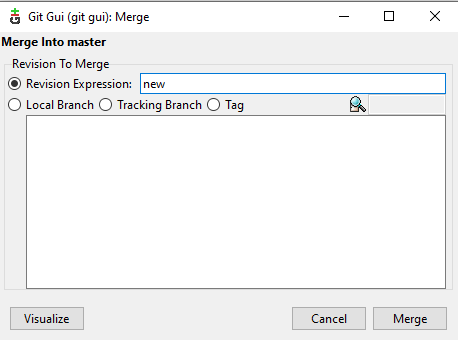 Git Gui (git gui): Merge
Merge Into master
Revision To Merge
Revision Expression: new
Local Branch Tracking Branch Tag
Visualize Cancel Merge